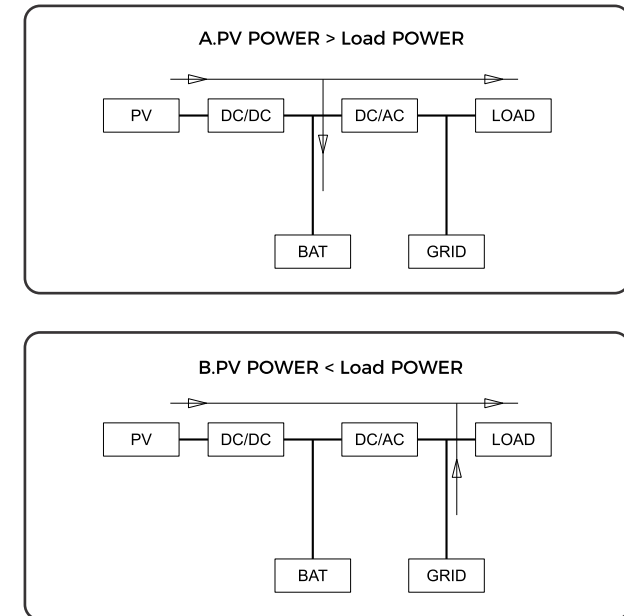 A.PV POWER > Load POWER
PV DC/DC DC/AC LOAD
BAT GRID
B.PV POWER < Load POWER
PV DC/DC DC/AC LOAD
BAT GRID